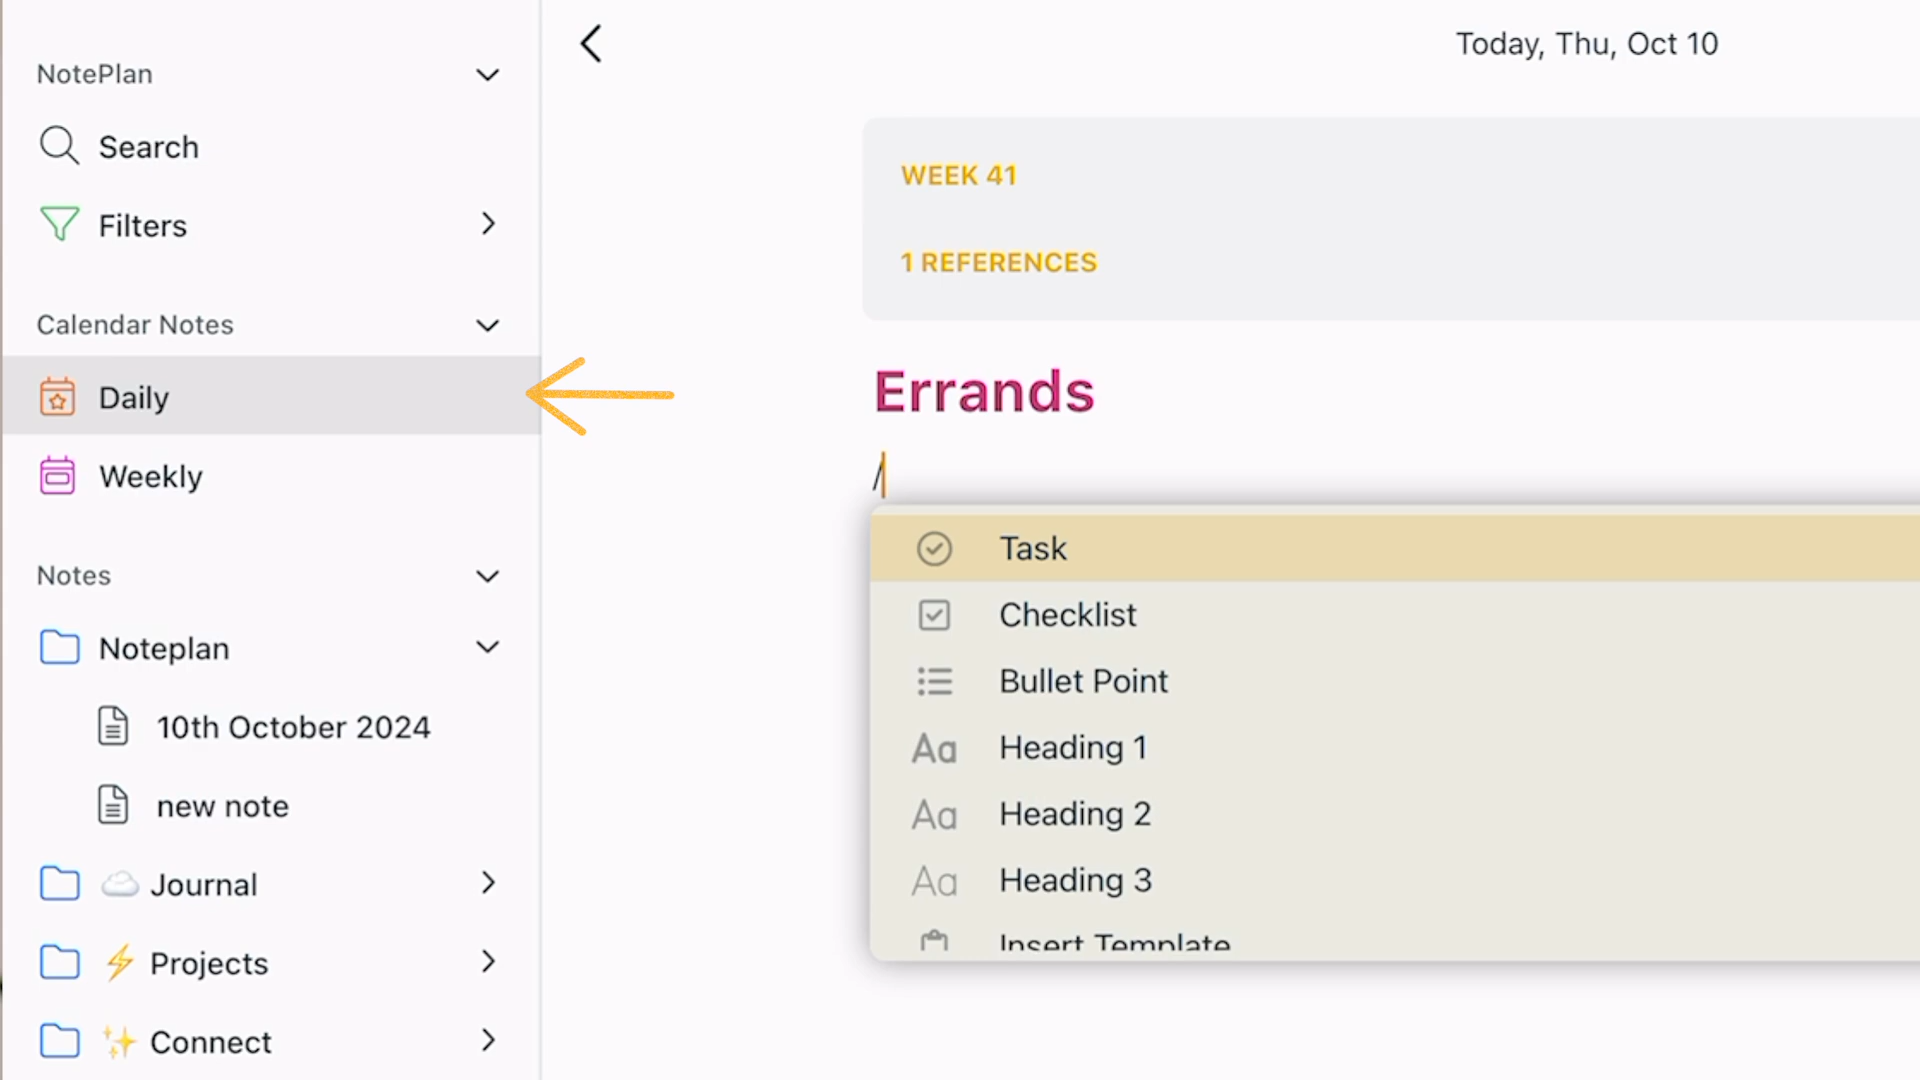 NotePlan
Search
Filters
Calendar Notes
Daily
Weekly
Notes
Noteplan
10th October 2024
new note
Journal
Projects
Connect
Today, Thu, Oct 10
WEEK 41
1 REFERENCES
Errands
/
Task
Checklist
Bullet Point
Aa Heading 1
Aa Heading 2
Aa Heading 3
Insert Template